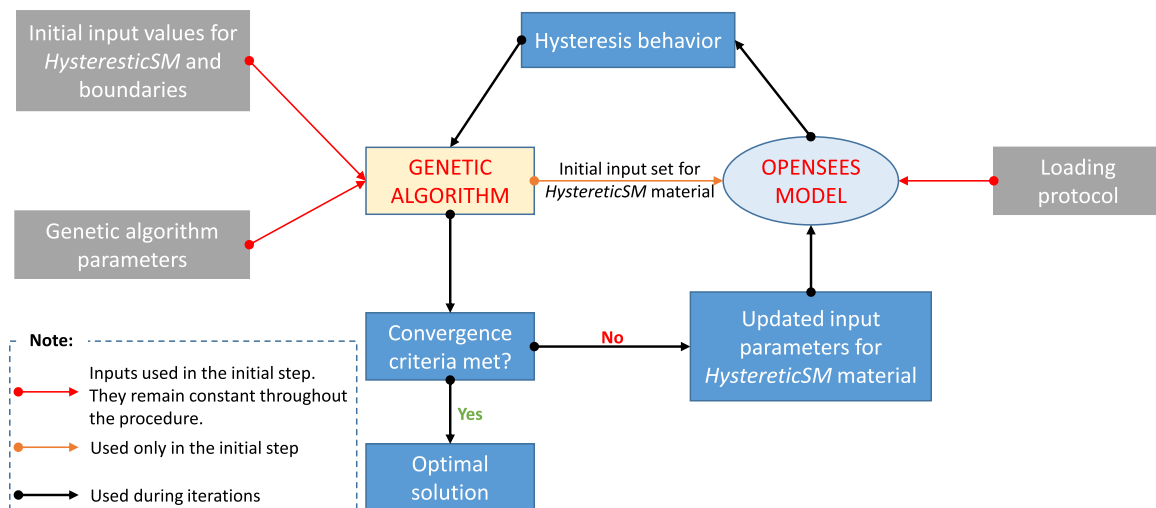 Initial input values for
HysteresticSM and
boundaries
Hysteresis behavior
GENETIC
ALGORITHM
Initial input set for
HystereticSM material
OPENSEES
MODEL
Loading
protocol
Genetic algorithm
parameters
Convergence
criteria met?
No
Updated input
parameters for
HystereticSM material
Yes
Optimal
solution
Note:
Inputs used in the initial step.
They remain constant throughout
the procedure.
Used only in the initial step
Used during iterations